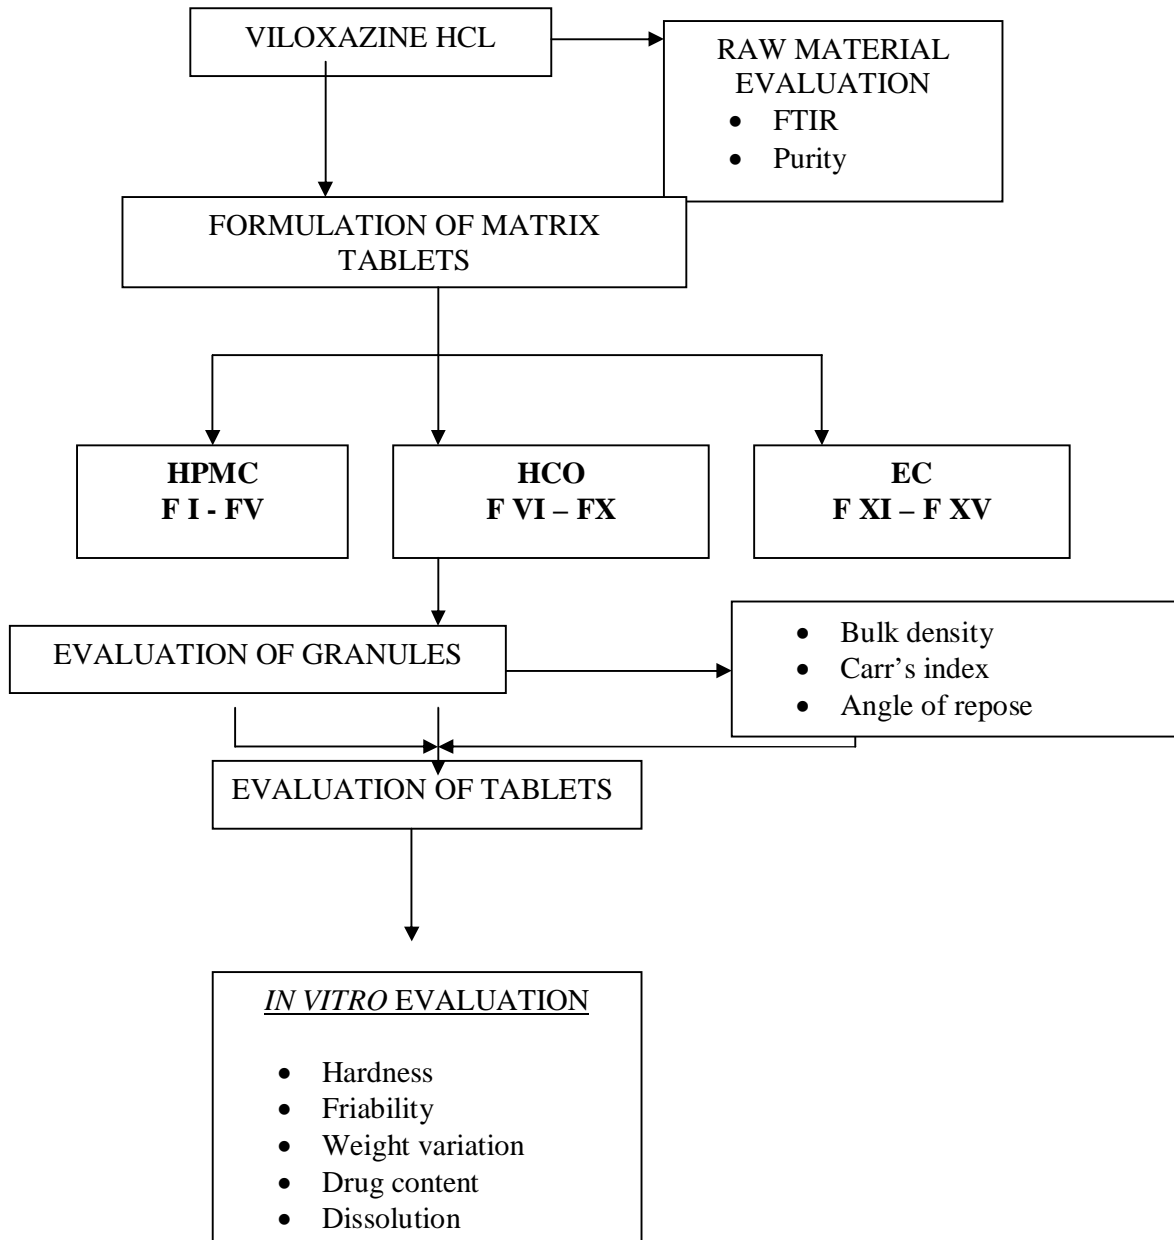 VILOXAZINE HCL
RAW MATERIAL
EVALUATION
• FTIR
• Purity
FORMULATION OF MATRIX
TABLETS
HPMC
F I - FV
HCO
F VI – FX
EC
F XI – F XV
EVALUATION OF GRANULES
• Bulk density
• Carr’s index
• Angle of repose
EVALUATION OF TABLETS
IN VITRO EVALUATION
• Hardness
• Friability
• Weight variation
• Drug content
• Dissolution